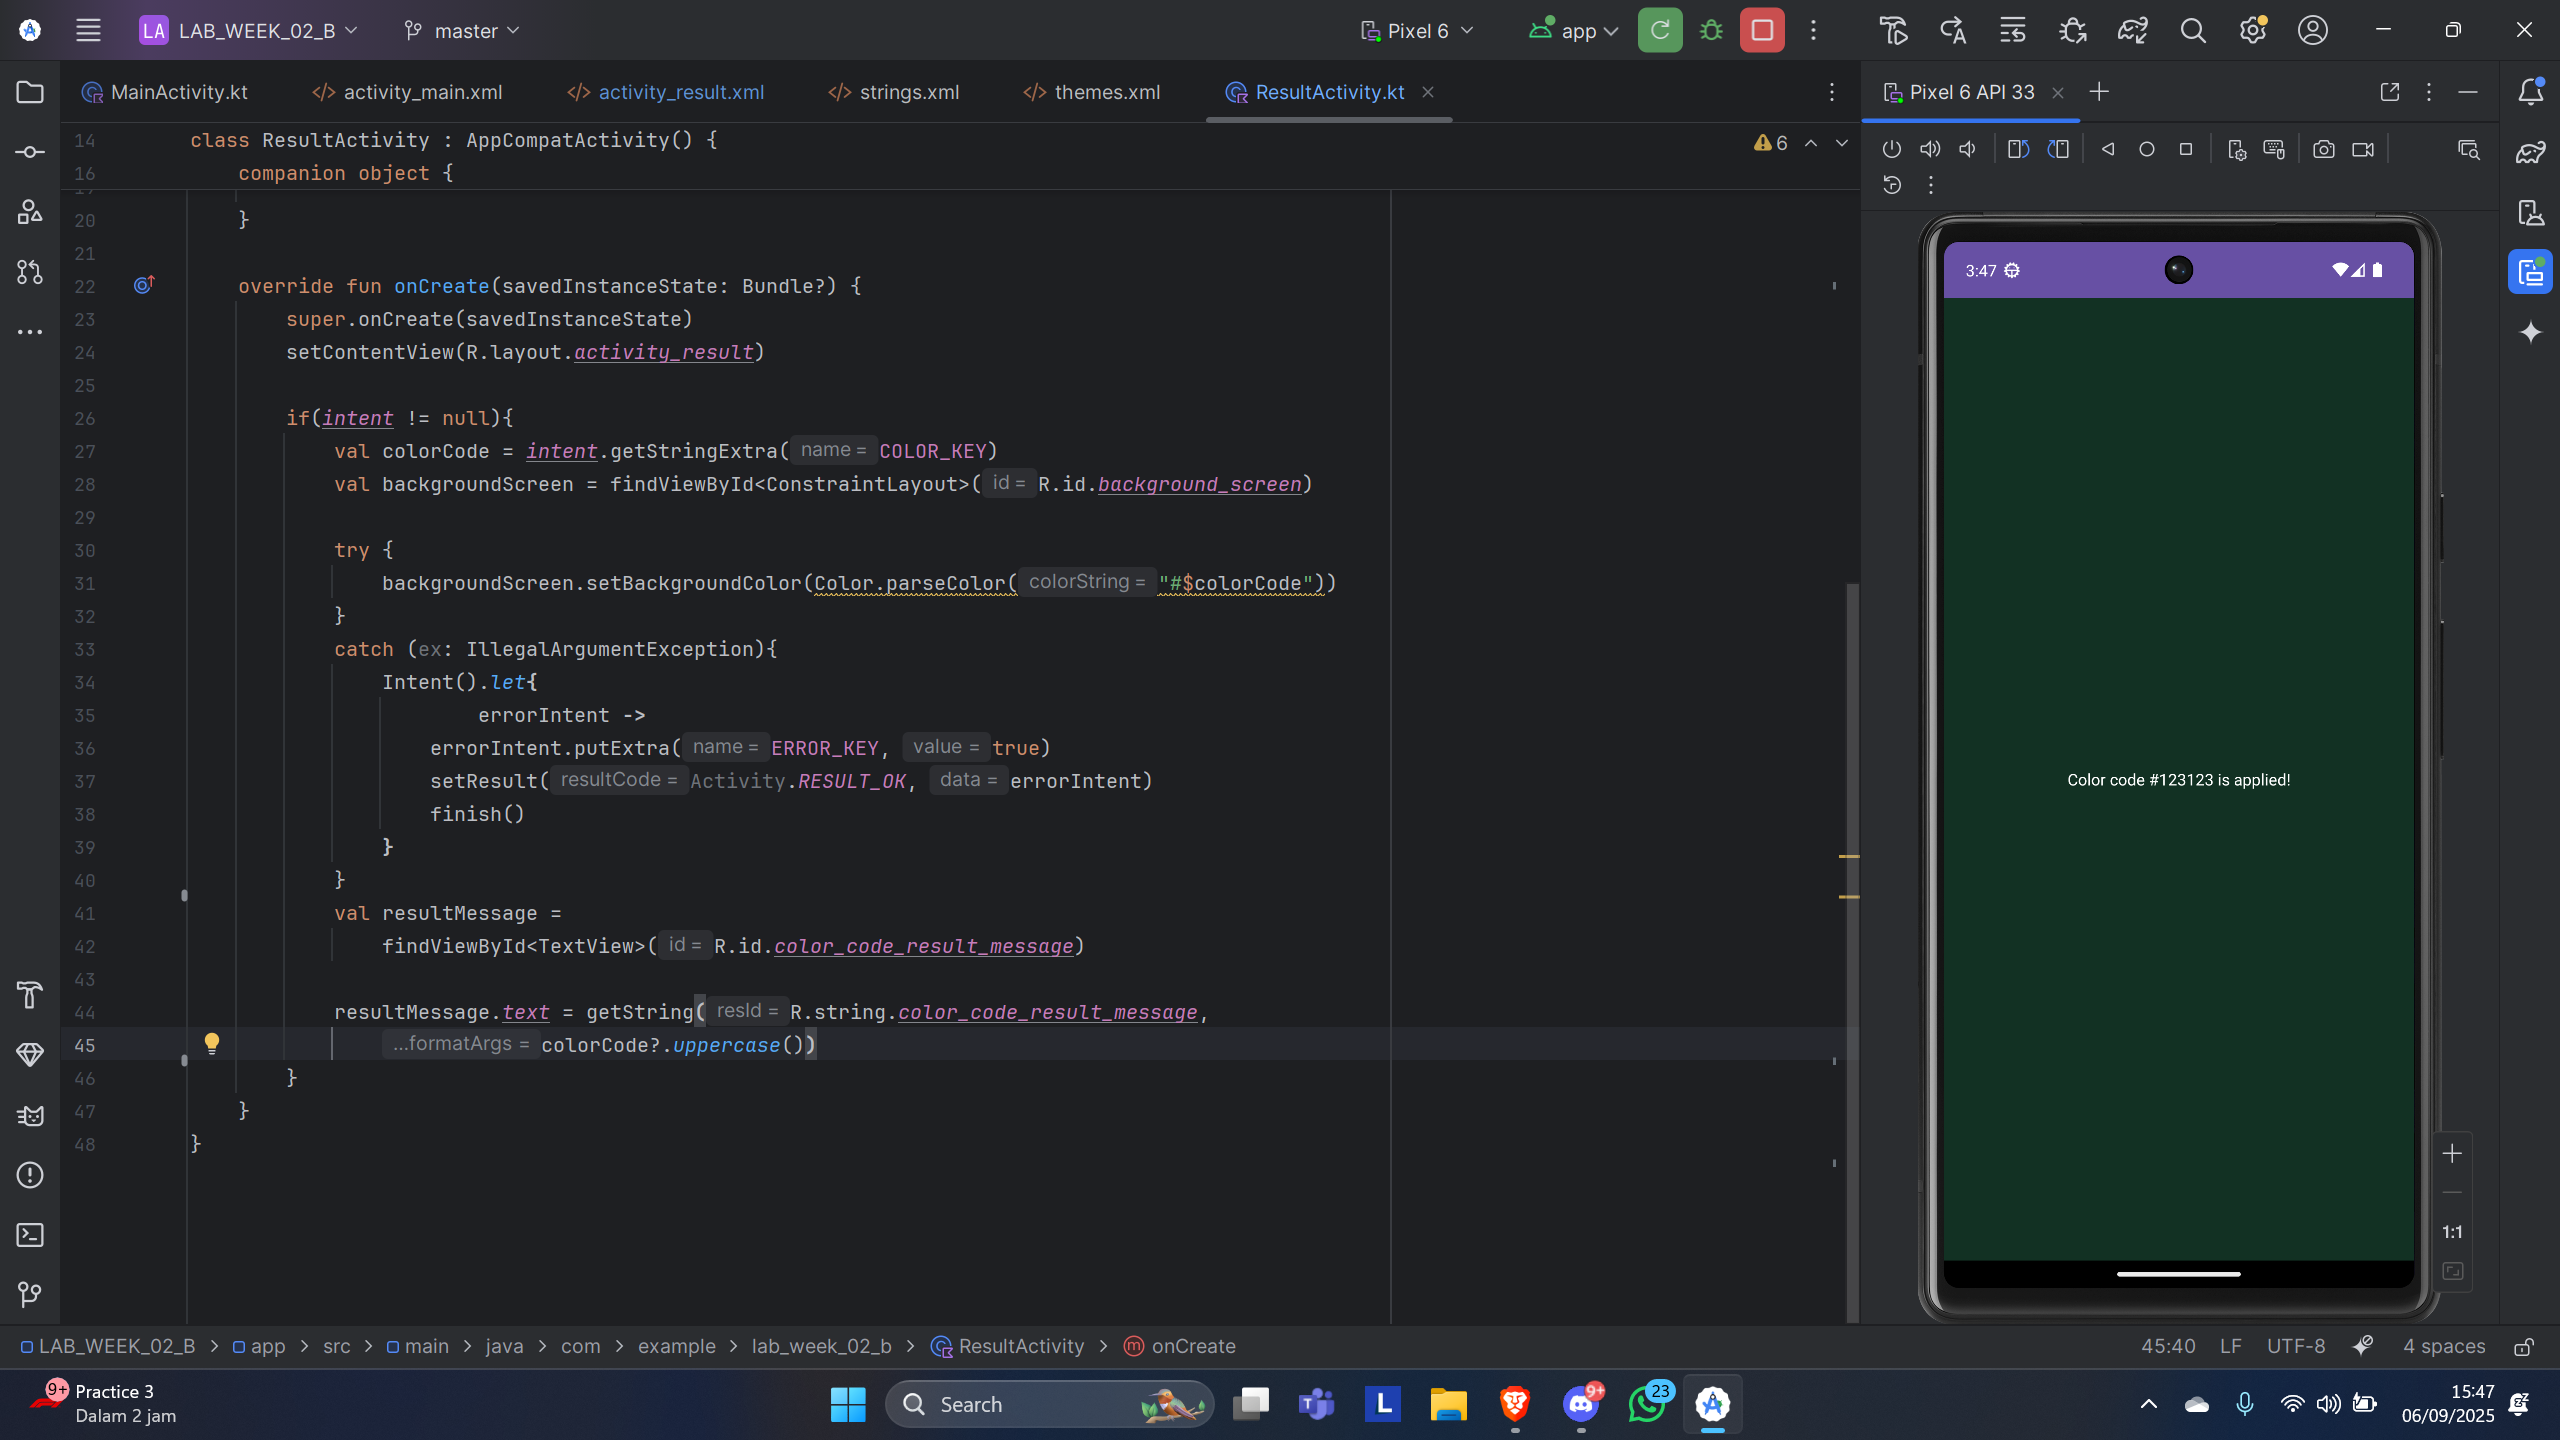 LA LAB_WEEK_02_B master Pixel 6 app
MainActivity.kt activity_main.xml activity_result.xml strings.xml themes.xml ResultActivity.kt
Pixel 6 API 33
14 class ResultActivity : AppCompatActivity() {
6
16 companion object {
20 }
21
22 override fun onCreate(savedInstanceState: Bundle?) {
23 super.onCreate(savedInstanceState)
24 setContentView(R.layout.activity_result)
25
26 if(intent != null){
27 val colorCode = intent.getStringExtra( name = COLOR_KEY)
28 val backgroundScreen = findViewById<ConstraintLayout>( id = R.id.background_screen)
29
30 try {
31 backgroundScreen.setBackgroundColor(Color.parseColor( colorString = "#$colorCode"))
32 }
33 catch (ex: IllegalArgumentException){
34 Intent().let{
35 errorIntent ->
36 errorIntent.putExtra( name = ERROR_KEY, value = true)
37 setResult( resultCode = Activity.RESULT_OK, data = errorIntent)
38 finish()
39 }
40 }
41 val resultMessage =
42 findViewById<TextView>( id = R.id.color_code_result_message)
43
44 resultMessage.text = getString( resId = R.string.color_code_result_message,
45 ...formatArgs = colorCode?.uppercase())
46 }
47 }
48 }
3:47
Color code #123123 is applied!
1:1
LAB_WEEK_02_B > app > src > main > java > com > example > lab_week_02_b > ResultActivity > m onCreate
45:40 LF UTF-8 4 spaces
9+ Practice 3
Dalam 2 jam
Search
T
L
9+
23
15:47
06/09/2025